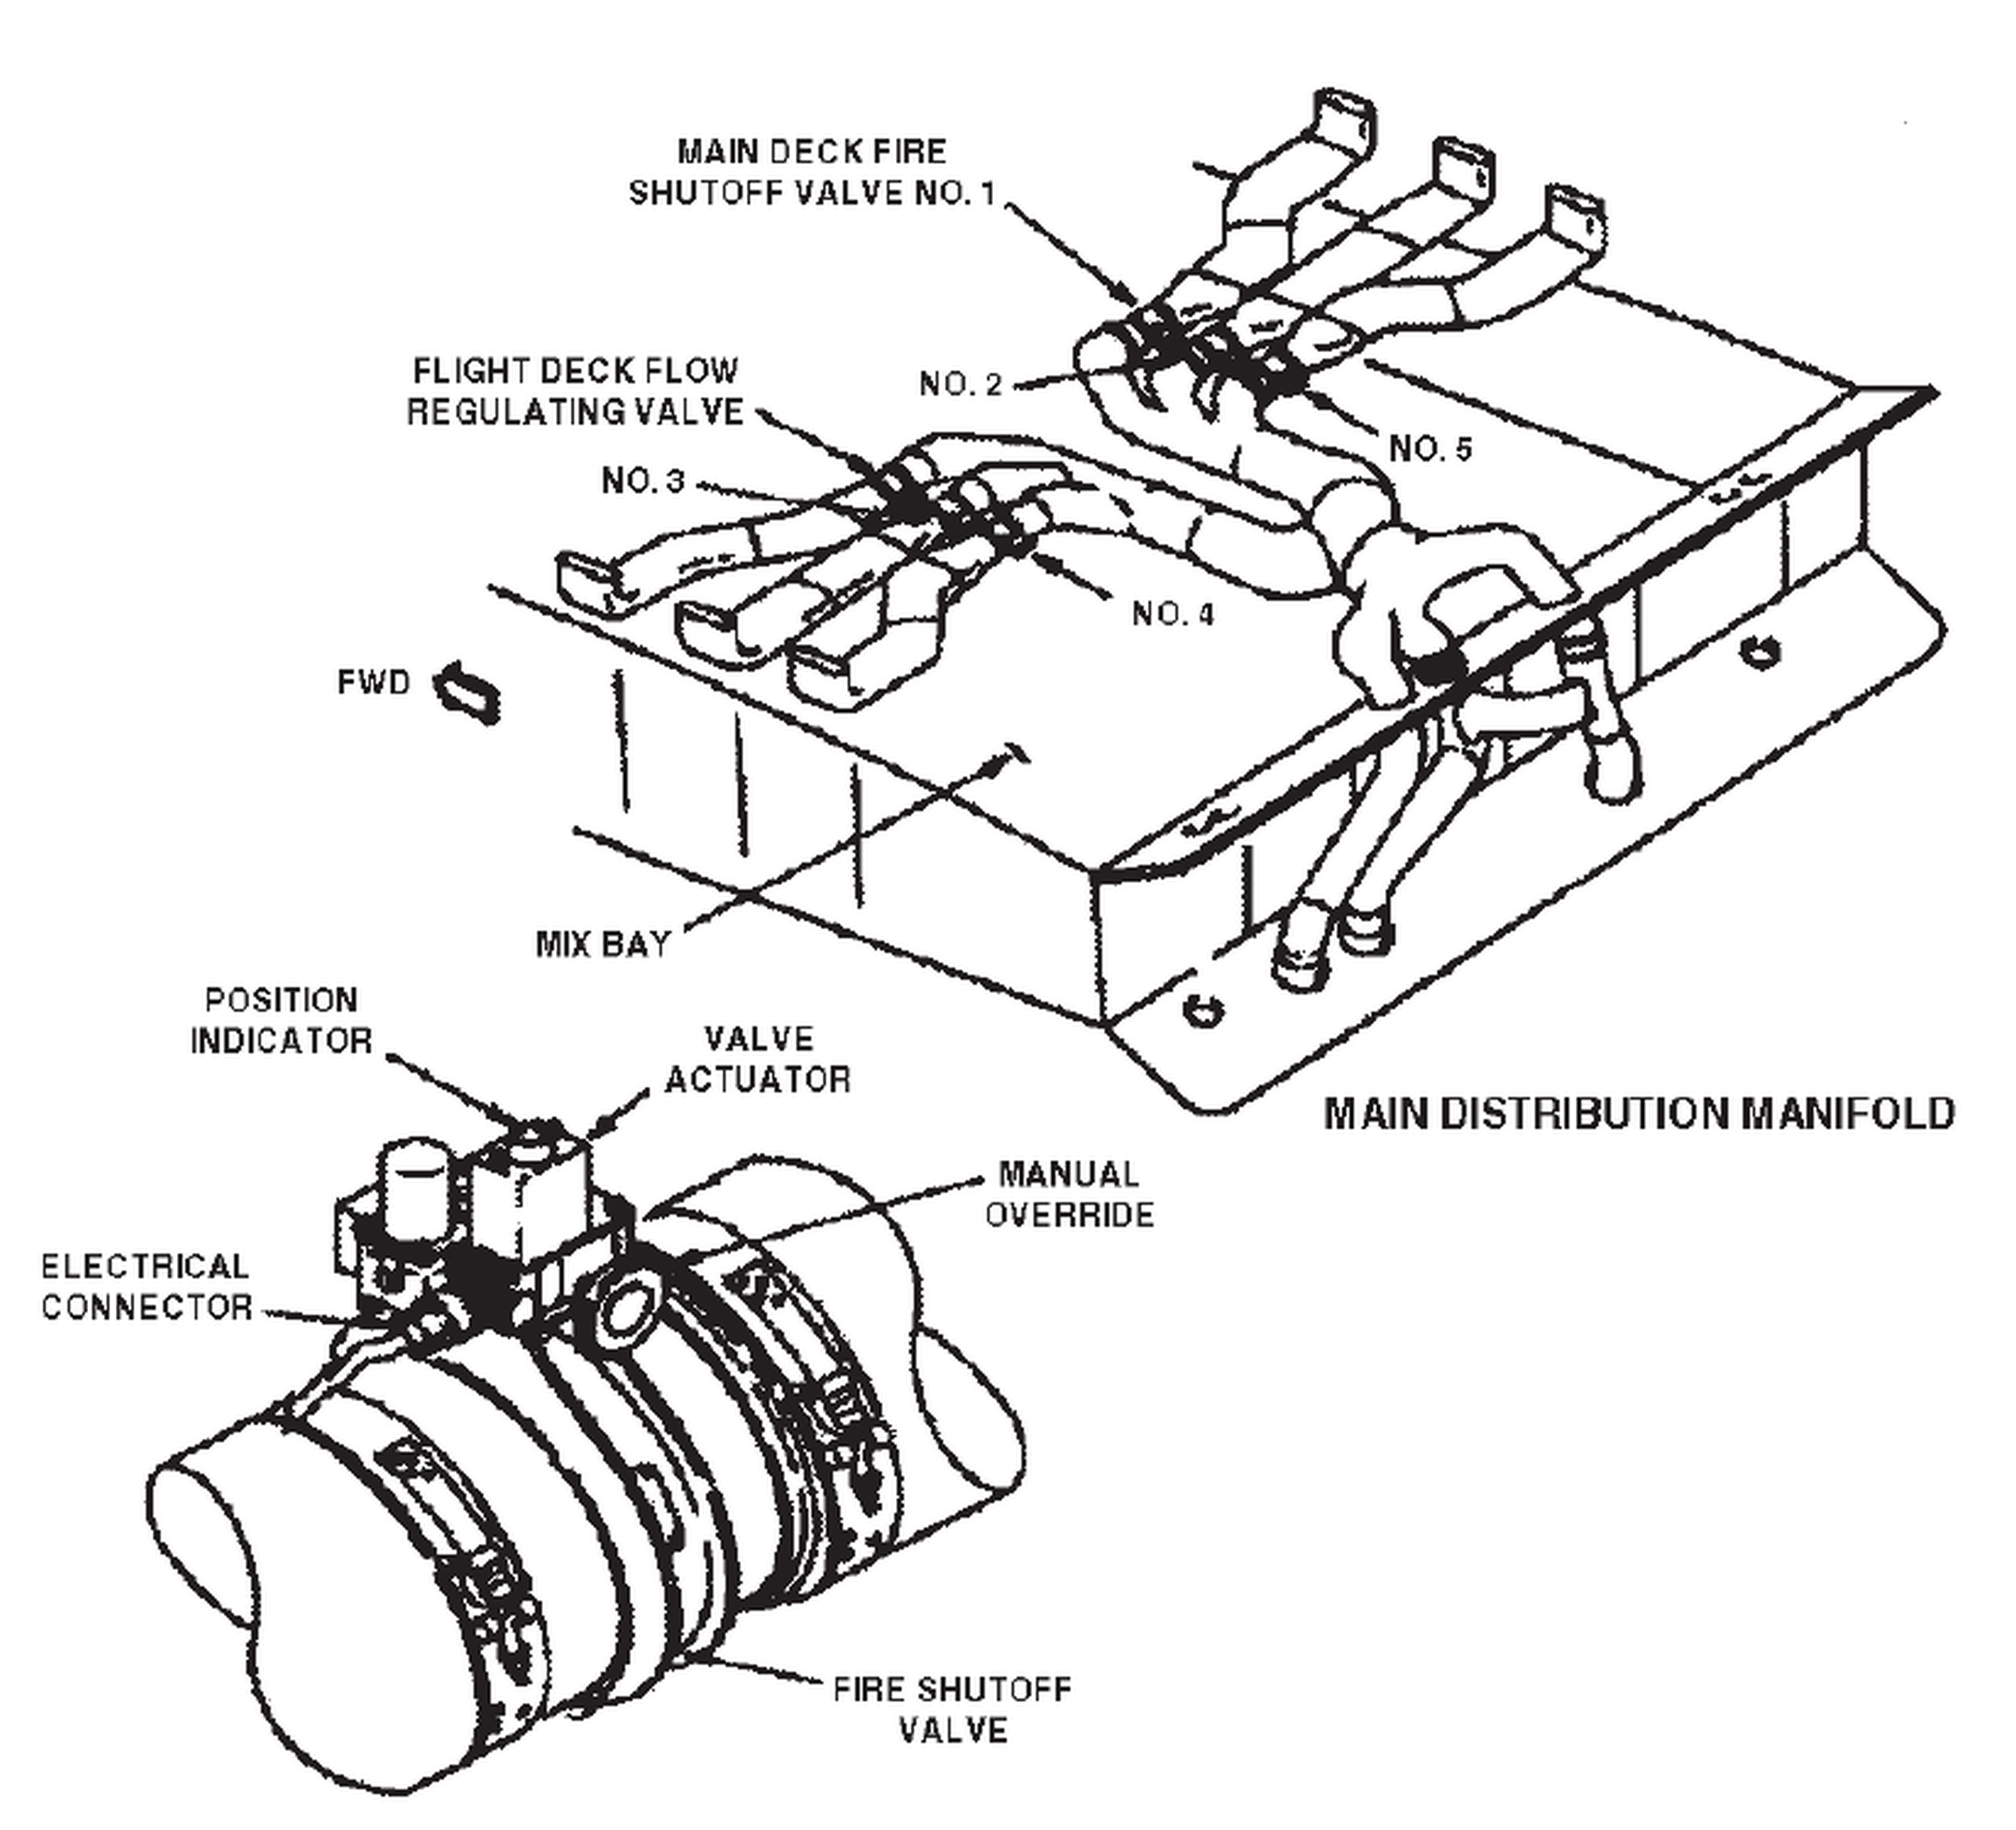 MAIN DECK FIRE
SHUTOFF VALVE NO. 1
FLIGHT DECK FLOW
REGULATING VALVE
NO. 2
NO. 5
NO. 3
NO. 4
FWD
MIX BAY
MAIN DISTRIBUTION MANIFOLD
POSITION
INDICATOR
VALVE
ACTUATOR
MANUAL
OVERRIDE
ELECTRICAL
CONNECTOR
FIRE SHUTOFF
VALVE